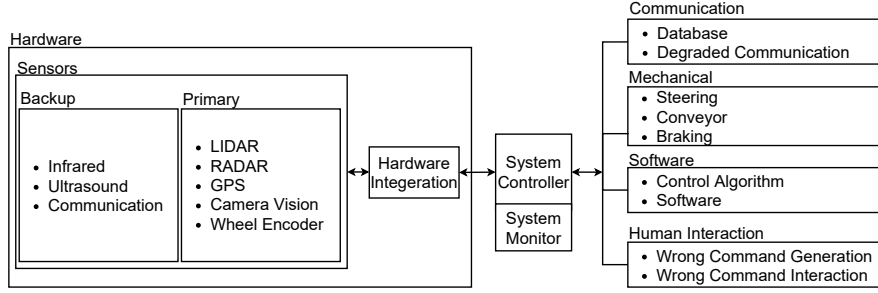 Hardware
Sensors
Backup
Infrared
Ultrasound
Communication
Primary
LIDAR
RADAR
GPS
Camera Vision
Wheel Encoder
Hardware
Integeration
System
Controller
System
Monitor
Communication
Database
Degraded Communication
Mechanical
Steering
Conveyor
Braking
Software
Control Algorithm
Software
Human Interaction
Wrong Command Generation
Wrong Command Interaction